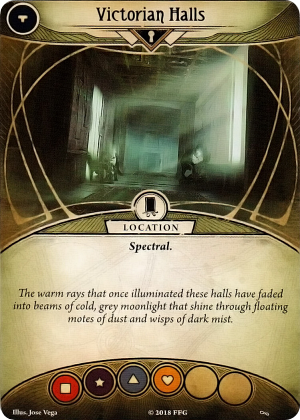 Victorian Halls
LOCATION
Spectral.
The warm rays that once illuminated these halls have faded
into beams of cold, grey moonlight that shine through floating
motes of dust and wisps of dark mist.
Illus. Jose Vega
© 2018 FFG